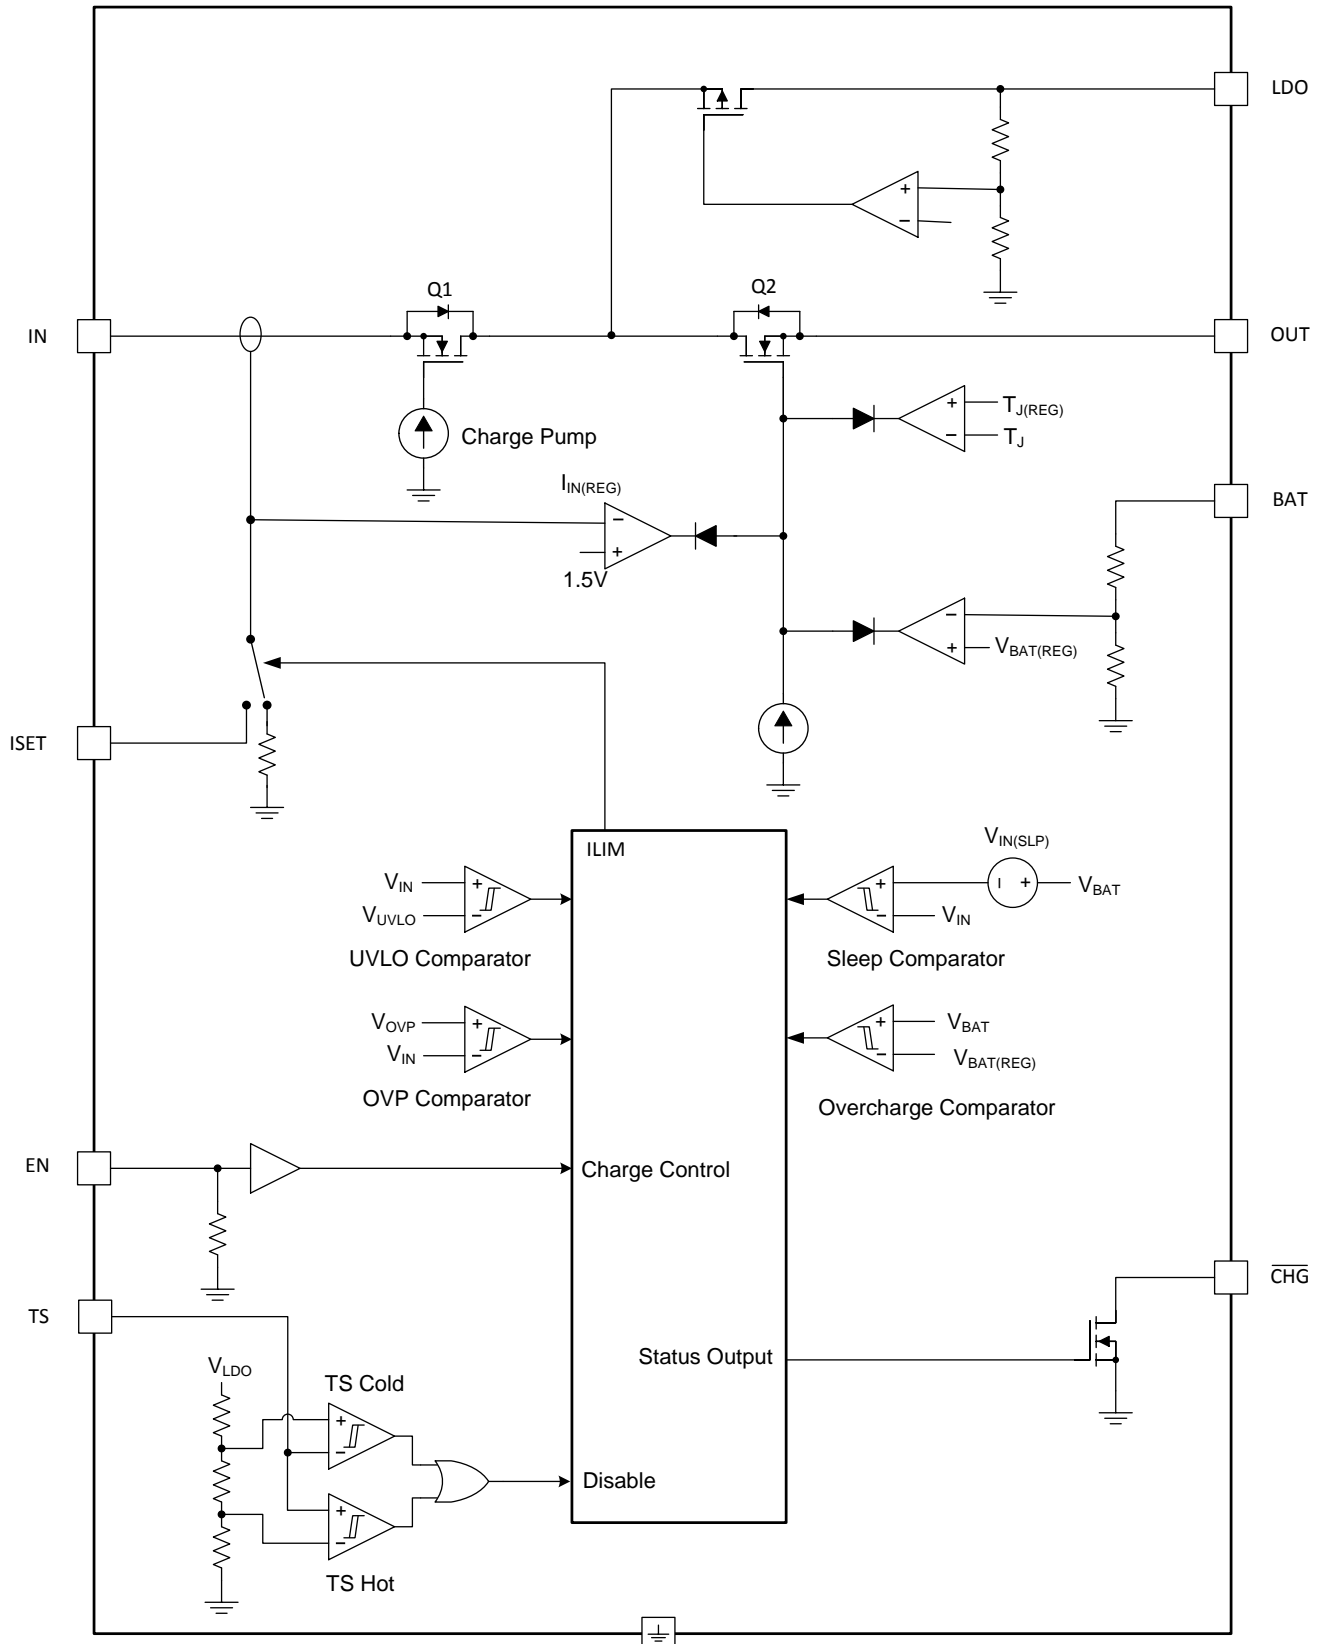 LDO
Q1
Q2
IN
OUT
+
−
Charge Pump
+
−
T_J(REG)
T_J
I_IN(REG)
−
+
1.5V
BAT
−
+
V_BAT(REG)
ISET
ILIM
V_IN
V_UVLO
+
−
UVLO Comparator
V_IN(SLP)
− +
V_BAT
+
−
V_IN
Sleep Comparator
V_OVP
V_IN
+
−
OVP Comparator
+
−
V_BAT
V_BAT(REG)
Overcharge Comparator
EN
Charge Control
CHG
TS
Status Output
V_LDO
TS Cold
+
−
Disable
+
−
TS Hot